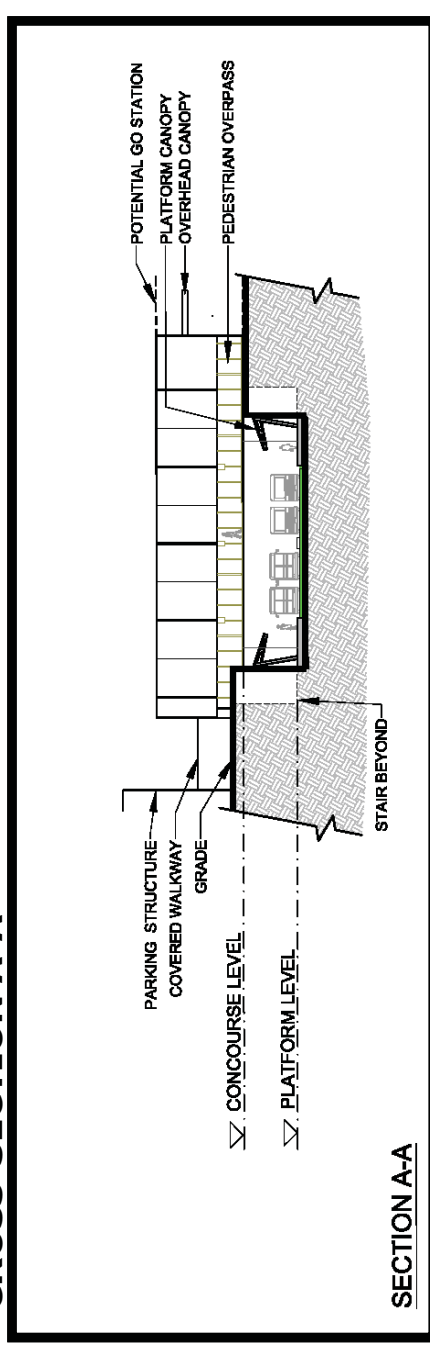 POTENTIAL GO STATION
PLATFORM CANOPY
OVERHEAD CANOPY
PEDESTRIAN OVERPASS
PARKING STRUCTURE
COVERED WALKWAY
GRADE
CONCOURSE LEVEL
PLATFORM LEVEL
STAIR BEYOND
SECTION A-A